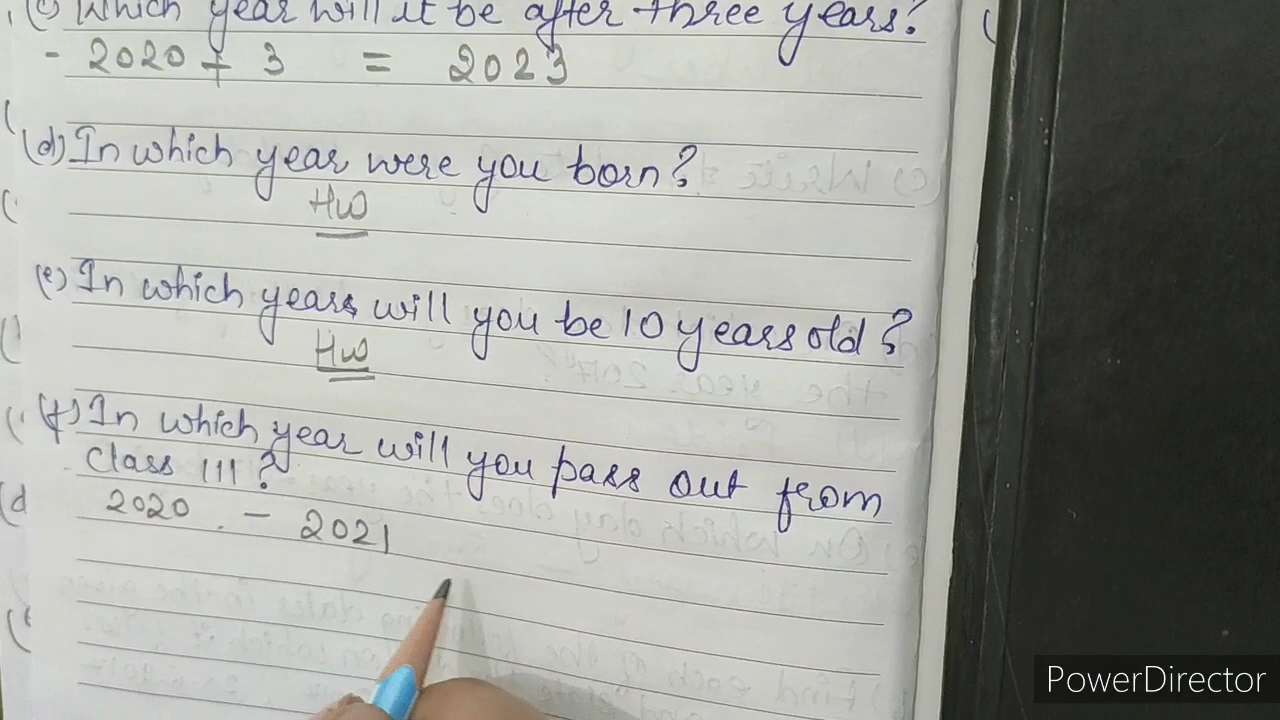 (c) Which year will it be after three years?
- 2020 + 3 = 2023
(d) In which year were you born?
HW
(e) In which years will you be 10 years old?
HW
(f) In which year will you pass out from
Class III?
2020 - 2021
PowerDirector